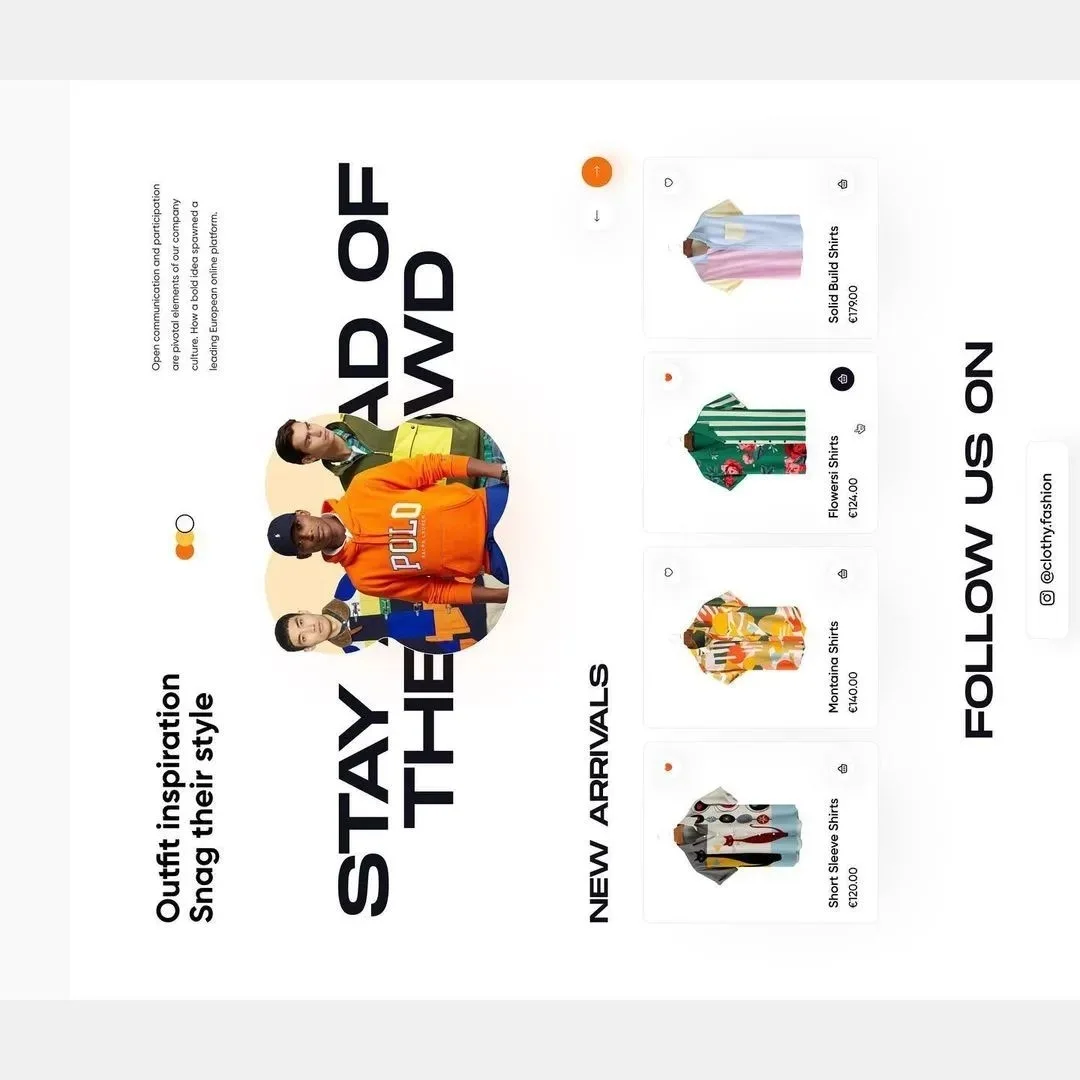 Outfit inspiration
Snag their style
Open communication and participation
are pivotal elements of our company
culture. How a bold idea spawned a
leading European online platform.
STAY AD OF
THE WD
POLO
RALPH LAUREN
NEW ARRIVALS
Short Sleeve Shirts
€120.00
Montaina Shirts
€140.00
Flowersi Shirts
€124.00
Solid Build Shirts
€179.00
FOLLOW US ON
@clothy.fashion